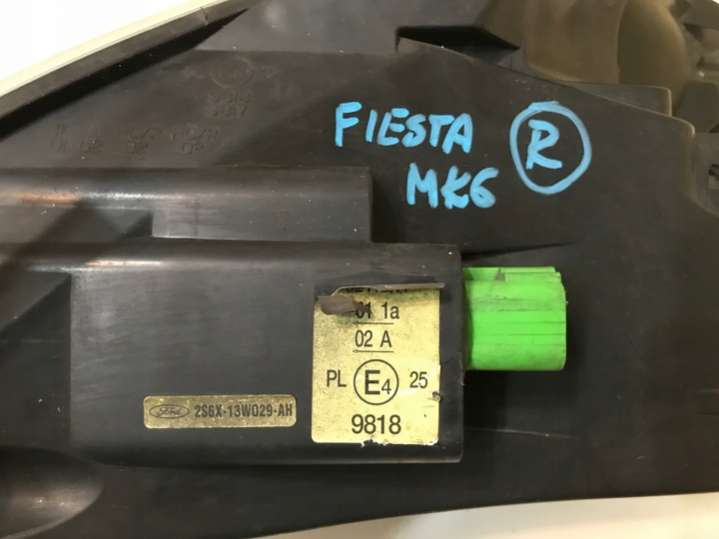 FIESTA R
MK6
01 1a
02 A
PL E4 25
9818
Ford 2S6X-13W029-AH